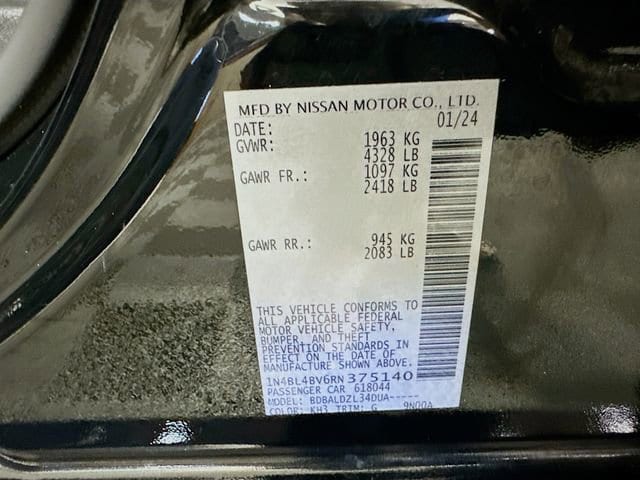 MFD BY NISSAN MOTOR CO., LTD.
DATE: 01/24
GVWR: 1963 KG
4328 LB
GAWR FR.: 1097 KG
2418 LB
GAWR RR.: 945 KG
2083 LB
THIS VEHICLE CONFORMS TO
ALL APPLICABLE FEDERAL
MOTOR VEHICLE SAFETY,
BUMPER, AND THEFT
PREVENTION STANDARDS IN
EFFECT ON THE DATE OF
MANUFACTURE SHOWN ABOVE.
1N4BL4BV6RN375140
PASSENGER CAR 618044
MODEL: BDBALDZL34DUA-----
COLOR: KH3 TRIM: G 9N00A